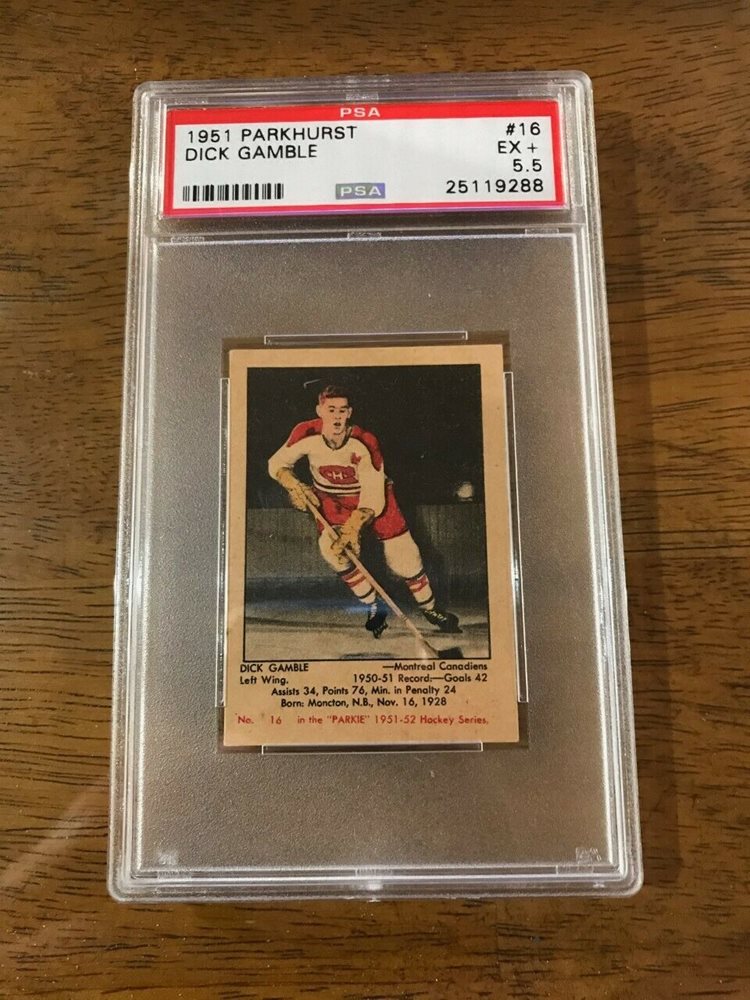 PSA
1951 PARKHURST #16
DICK GAMBLE EX +
5.5
PSA 25119288
DICK GAMBLE —Montreal Canadiens
Left Wing. 1950-51 Record:—Goals 42
Assists 34, Points 76, Min. in Penalty 24
Born: Moncton, N.B., Nov. 16, 1928
No. 16 in the "PARKIE" 1951-52 Hockey Series.